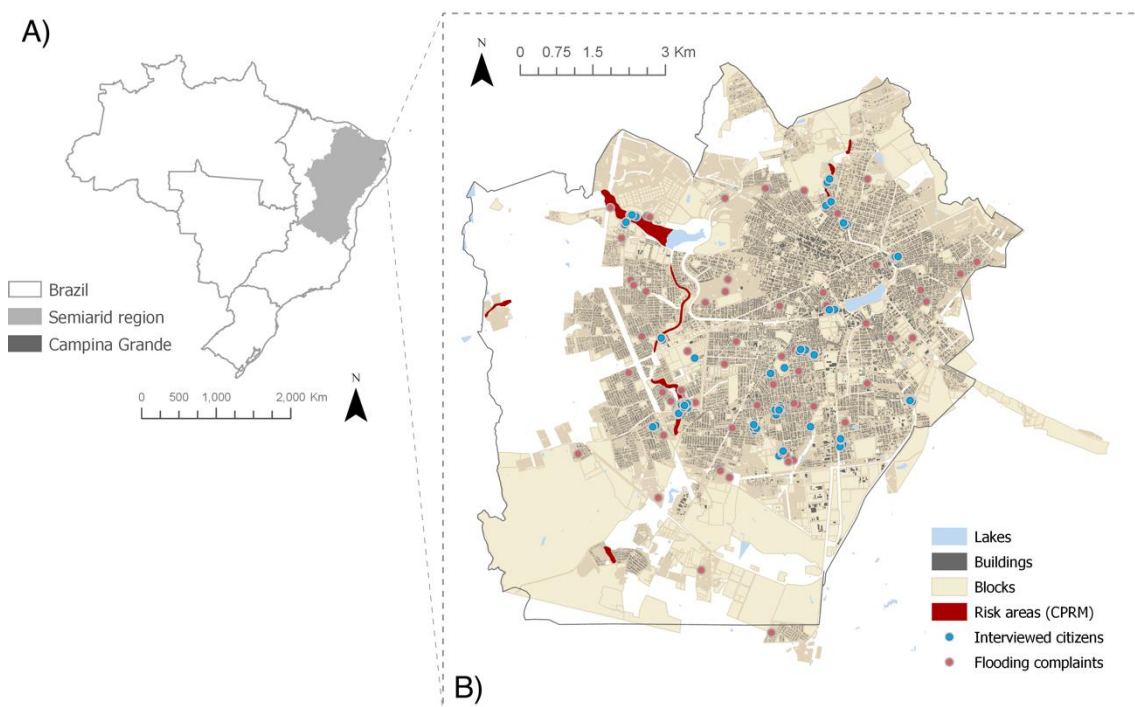 A)
Brazil
Semiarid region
Campina Grande
0 500 1,000 2,000 Km
N
N
0 0.75 1.5 3 Km
Lakes
Buildings
Blocks
Risk areas (CPRM)
Interviewed citizens
Flooding complaints
B)